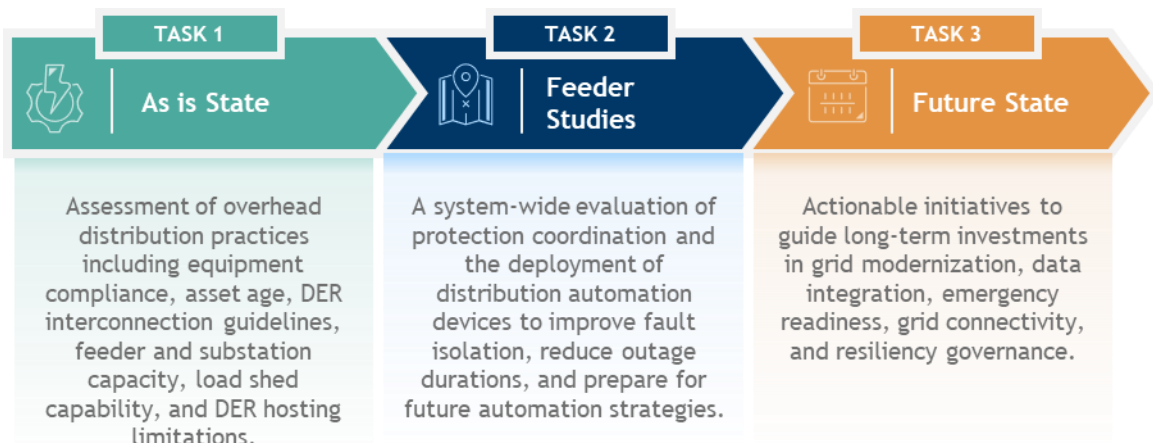 TASK 1
As is State
Assessment of overhead
distribution practices
including equipment
compliance, asset age, DER
interconnection guidelines,
feeder and substation
capacity, load shed
capability, and DER hosting
limitations.
TASK 2
Feeder
Studies
A system-wide evaluation of
protection coordination and
the deployment of
distribution automation
devices to improve fault
isolation, reduce outage
durations, and prepare for
future automation strategies.
TASK 3
Future State
Actionable initiatives to
guide long-term investments
in grid modernization, data
integration, emergency
readiness, grid connectivity,
and resiliency governance.